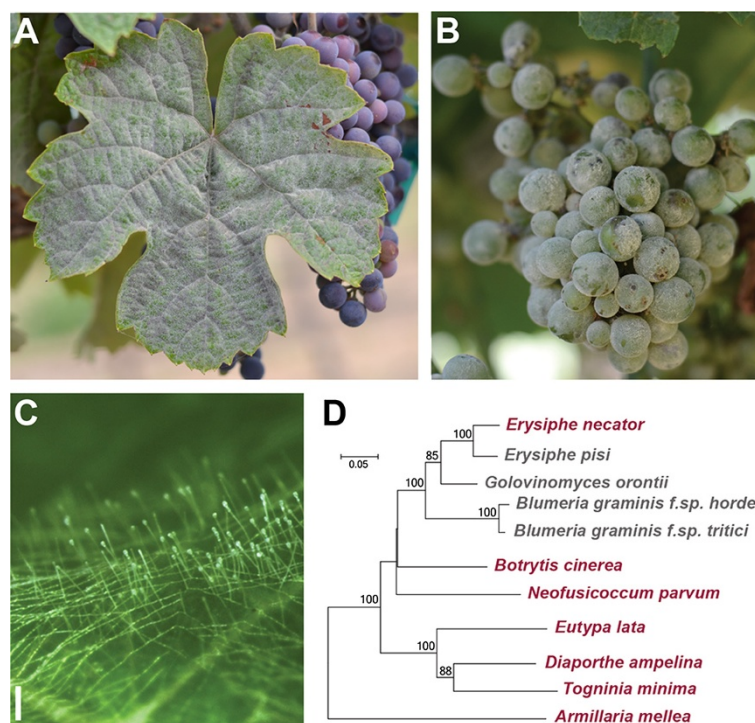 A
B
C
D
0.05
100
85
100
100
100
100
88
Erysiphe necator
Erysiphe pisi
Golovinomyces orontii
Blumeria graminis f.sp. horde
Blumeria graminis f.sp. tritici
Botrytis cinerea
Neofusicoccum parvum
Eutypa lata
Diaporthe ampelina
Togninia minima
Armillaria mellea